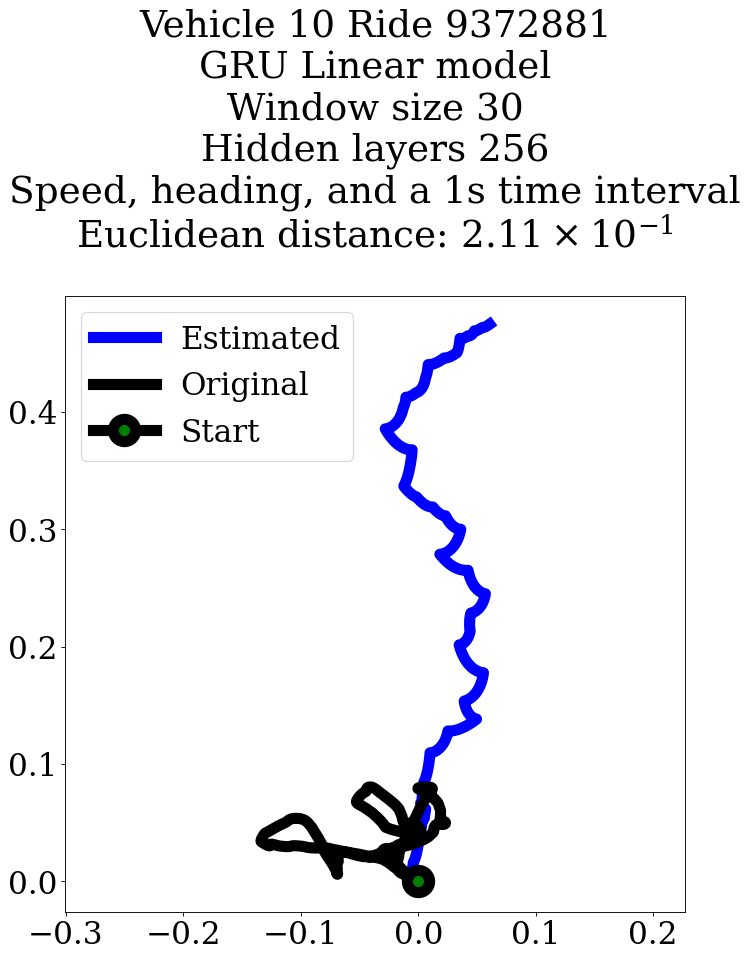 Vehicle 10 Ride 9372881
GRU Linear model
Window size 30
Hidden layers 256
Speed, heading, and a 1s time interval
Euclidean distance: 2.11 × 10⁻¹
Estimated
Original
Start
0.4
0.3
0.2
0.1
0.0
−0.3 −0.2 −0.1 0.0 0.1 0.2